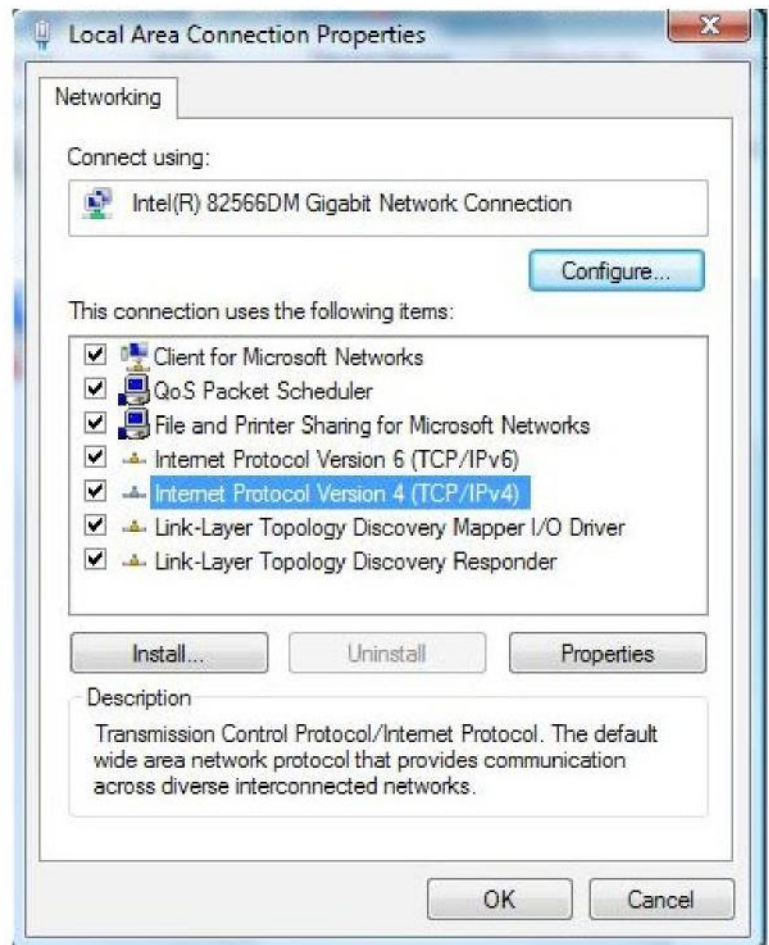 Local Area Connection Properties
Networking
Connect using:
Intel(R) 82566DM Gigabit Network Connection
Configure...
This connection uses the following items:
Client for Microsoft Networks
QoS Packet Scheduler
File and Printer Sharing for Microsoft Networks
Internet Protocol Version 6 (TCP/IPv6)
Internet Protocol Version 4 (TCP/IPv4)
Link-Layer Topology Discovery Mapper I/O Driver
Link-Layer Topology Discovery Responder
Install... Uninstall Properties
Description
Transmission Control Protocol/Internet Protocol. The default
wide area network protocol that provides communication
across diverse interconnected networks.
OK Cancel